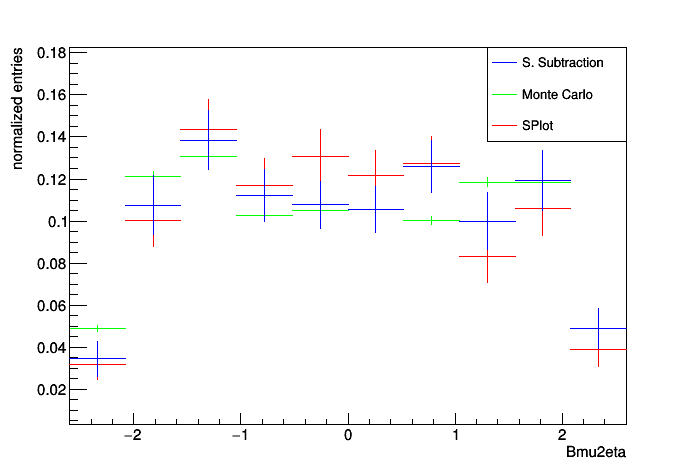 normalized entries
0.18
0.16
0.14
0.12
0.1
0.08
0.06
0.04
0.02
S. Subtraction
Monte Carlo
SPlot
−2
−1
0
1
2
Bmu2eta